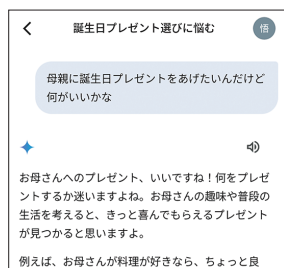 誕生日プレゼント選びに悩む
悟
母親に誕生日プレゼントをあげたいんだけど
何がいいかな
お母さんへのプレゼント、いいですね！何をプレゼ
ントするか迷いますよね。お母さんの趣味や普段の
生活を考えると、きっと喜んでもらえるプレゼント
が見つかると思いますよ。
例えば、お母さんが料理が好きなら、ちょっと良